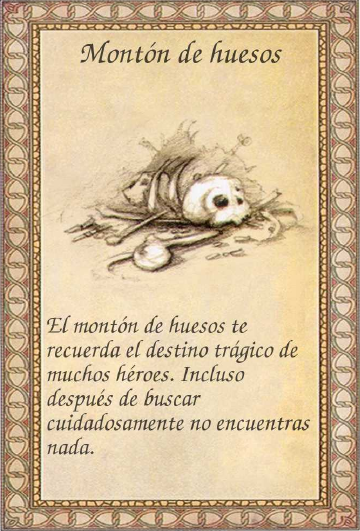 Montón de huesos
El montón de huesos te
recuerda el destino trágico de
muchos héroes. Incluso
después de buscar
cuidadosamente no encuentras
nada.